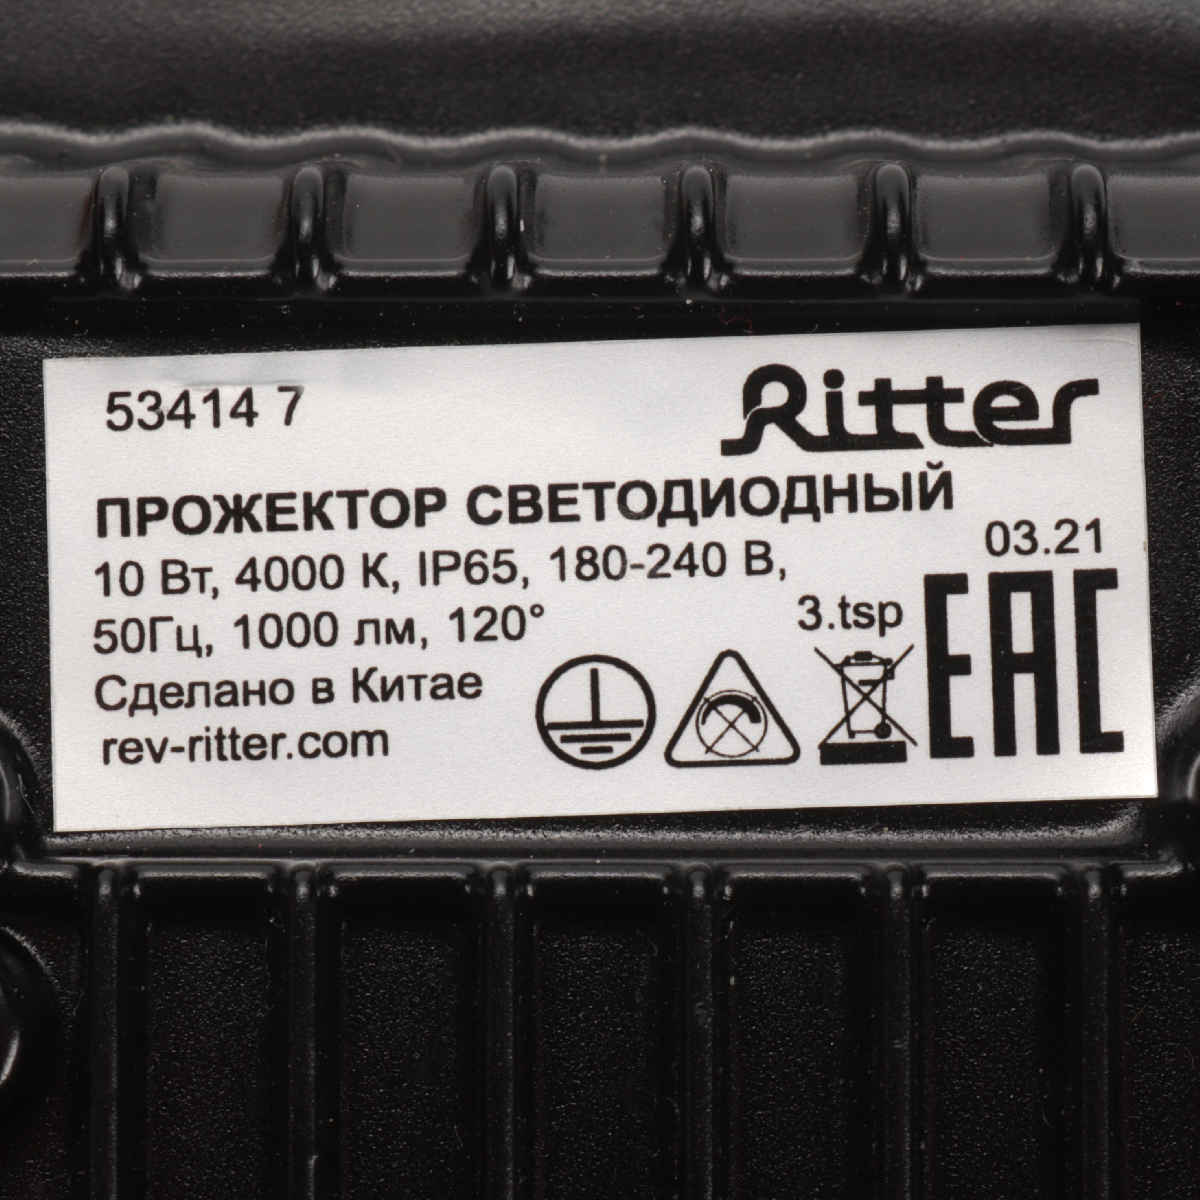 53414 7
Ritter
ПРОЖЕКТОР СВЕТОДИОДНЫЙ
03.21
10 Вт, 4000 К, IP65, 180-240 В,
50Гц, 1000 лм, 120°
3.tsp
Сделано в Китае
rev-ritter.com
EAC